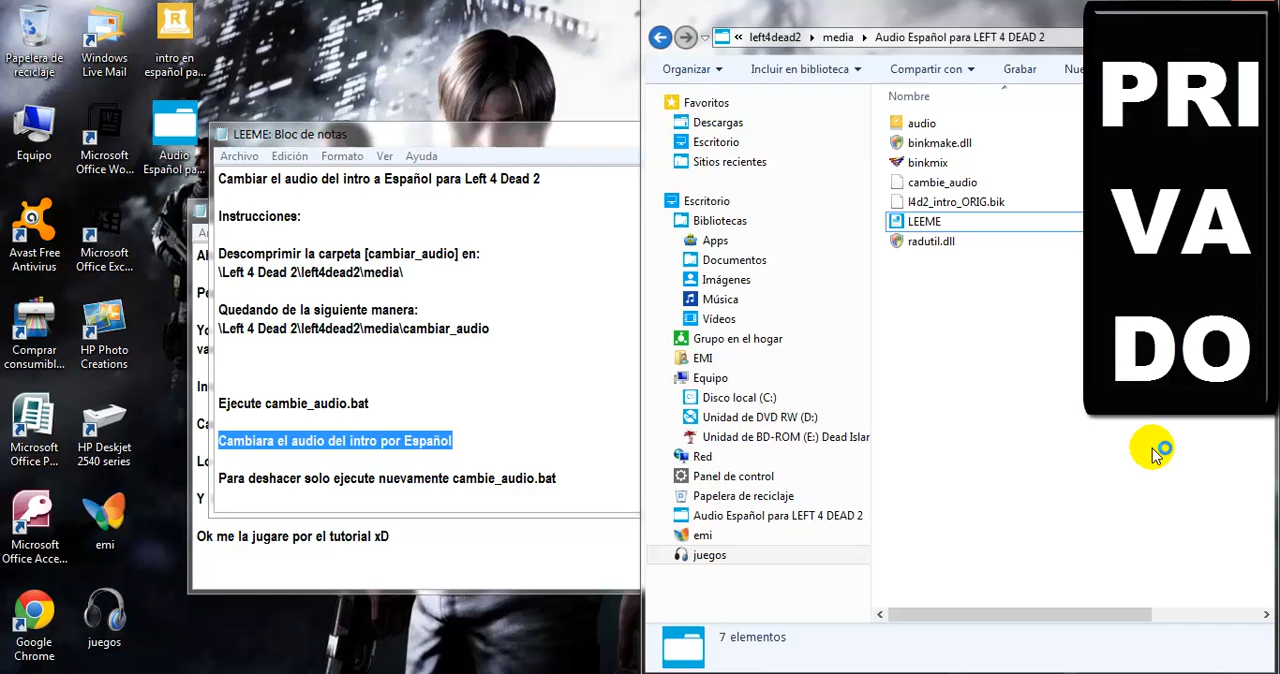 Papelera de
reciclaje
Windows
Live Mail
intro en
español pa...
Equipo
Microsoft
Office Wo...
Audio
Español pa...
Avast Free
Antivirus
Microsoft
Office Exc...
Comprar
consumibl...
HP Photo
Creations
Microsoft
Office P...
HP Deskjet
2540 series
Microsoft
Office Acce...
emi
Google
Chrome
juegos
LEEME: Bloc de notas
Archivo Edición Formato Ver Ayuda
Cambiar el audio del intro a Español para Left 4 Dead 2
Instrucciones:
Descomprimir la carpeta [cambiar_audio] en:
\Left 4 Dead 2\left4dead2\media\
Quedando de la siguiente manera:
\Left 4 Dead 2\left4dead2\media\cambiar_audio
Ejecute cambie_audio.bat
Cambiara el audio del intro por Español
Para deshacer solo ejecute nuevamente cambie_audio.bat
Ok me la jugare por el tutorial xD
« left4dead2 ▸ media ▸ Audio Español para LEFT 4 DEAD 2
Organizar Incluir en biblioteca Compartir con Grabar
Favoritos
Descargas
Escritorio
Sitios recientes
Escritorio
Bibliotecas
Apps
Documentos
Imágenes
Música
Vídeos
Grupo en el hogar
EMI
Equipo
Disco local (C:)
Unidad de DVD RW (D:)
Unidad de BD-ROM (E:) Dead Islar
Red
Panel de control
Papelera de reciclaje
Audio Español para LEFT 4 DEAD 2
emi
juegos
Nombre
audio
binkmake.dll
binkmix
cambie_audio
l4d2_intro_ORIG.bik
LEEME
radutil.dll
7 elementos
PRI
VA
DO